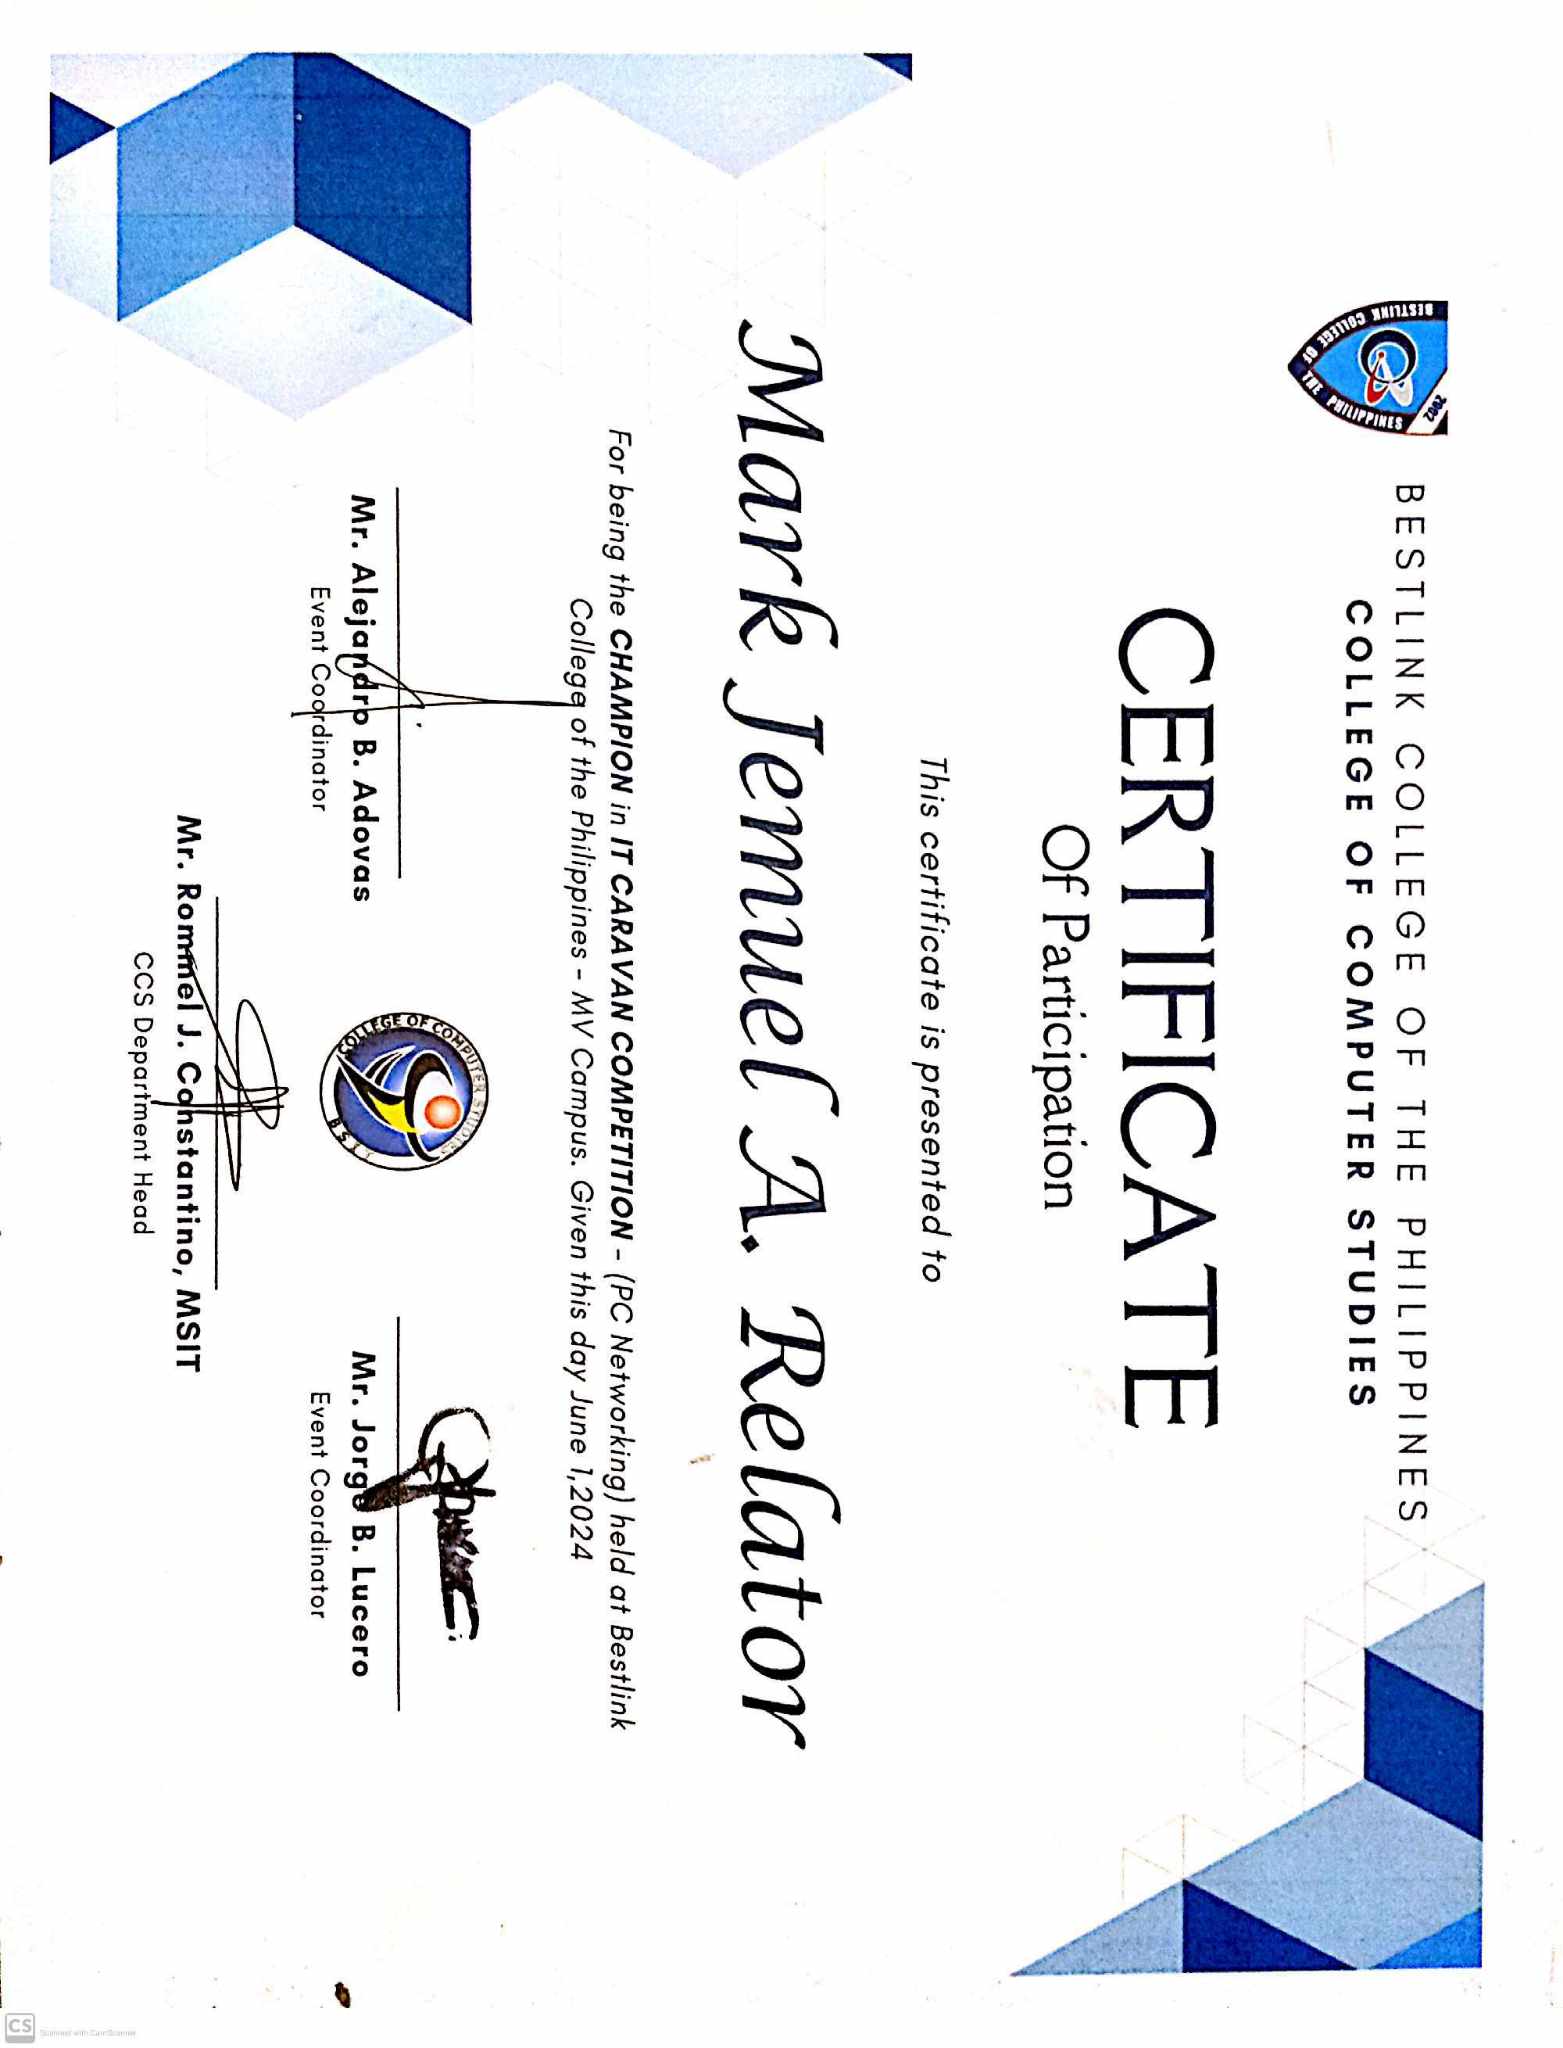 2002
BESTLINK COLLEGE OF THE PHILIPPINES
BESTLINK COLLEGE OF THE PHILIPPINES
COLLEGE OF COMPUTER STUDIES
CERTIFICATE
Of Participation
This certificate is presented to
Mark Jemuel A. Relator
For being the CHAMPION in IT CARAVAN COMPETITION - (PC Networking) held at Bestlink
College of the Philippines - MV Campus. Given this day June 1,2024
COLLEGE OF COMPUTER STUDIES
BSIT
Mr. Alejandro B. Adovas
Event Coordinator
Mr. Jorge B. Lucero
Event Coordinator
Mr. Rommel J. Constantino, MSIT
CCS Department Head
CS Scanned with CamScanner